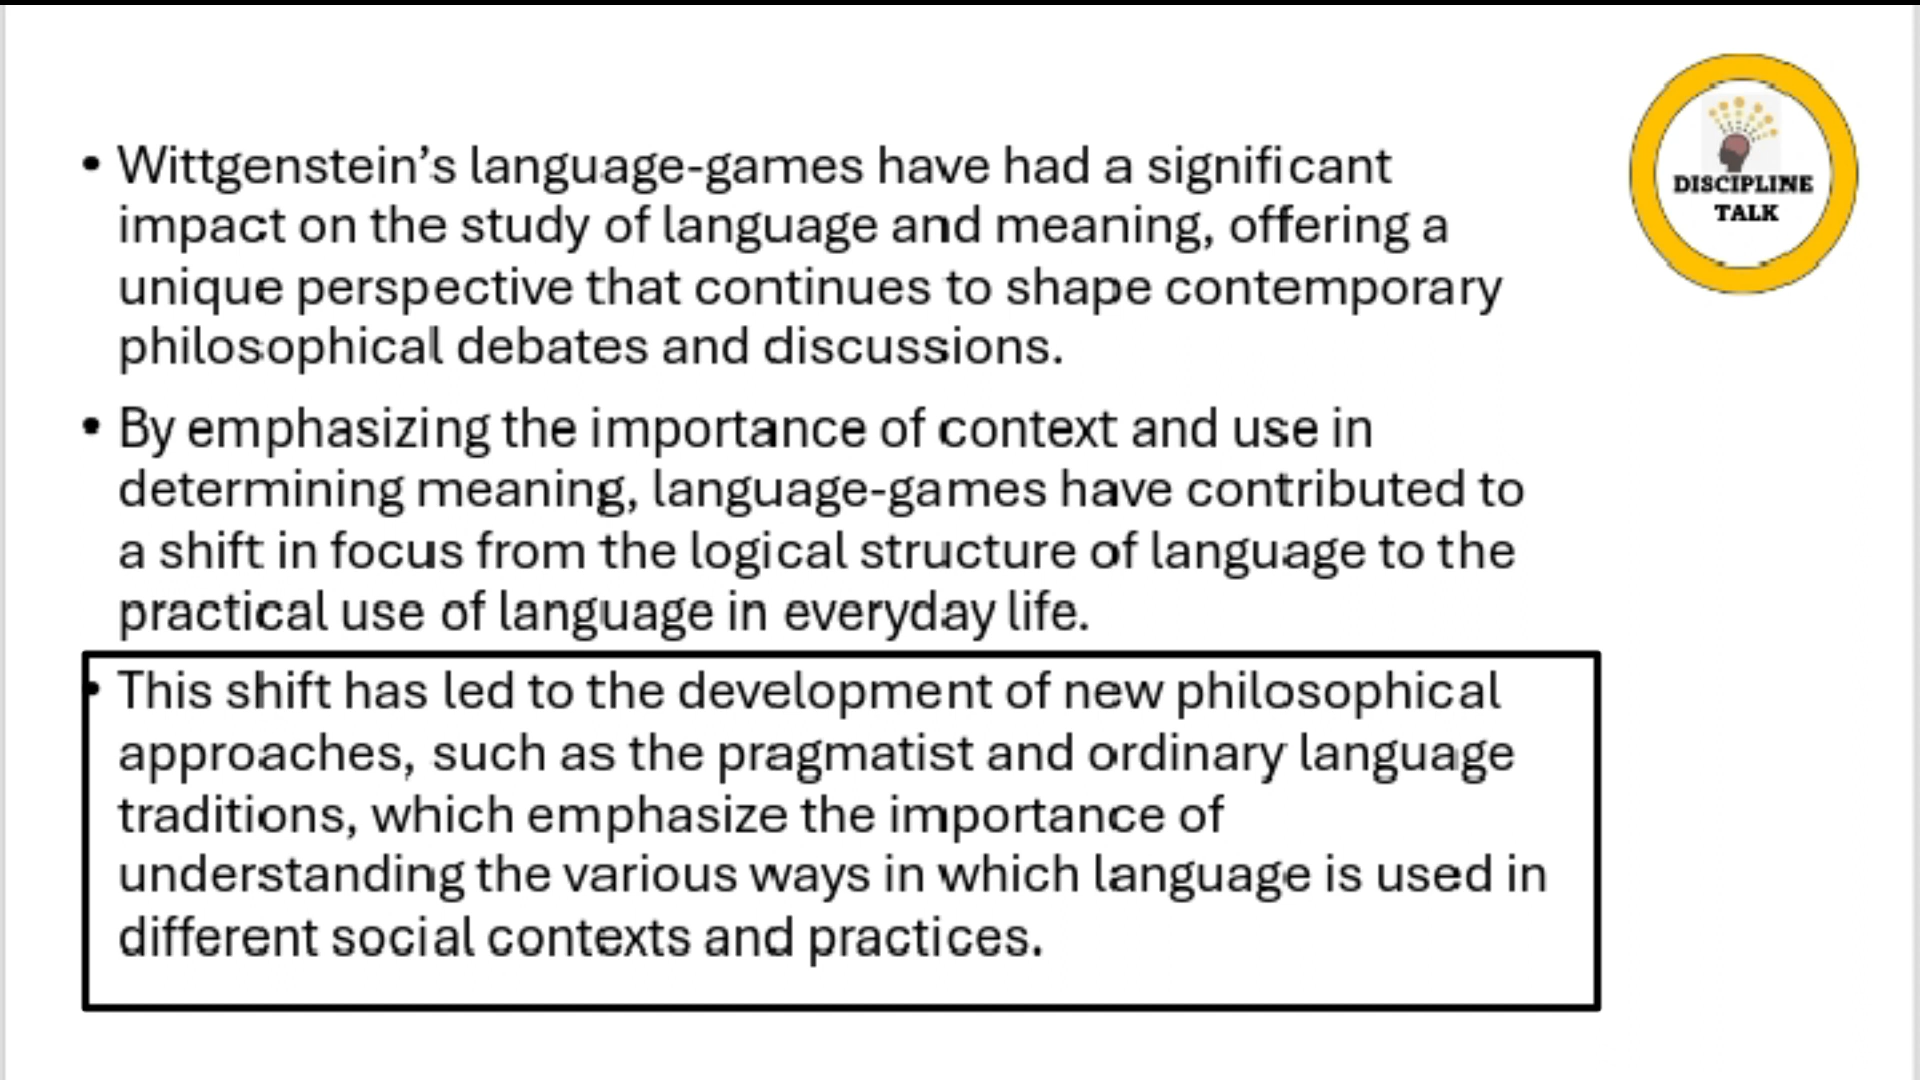 • Wittgenstein’s language-games have had a significant
impact on the study of language and meaning, offering a
unique perspective that continues to shape contemporary
philosophical debates and discussions.
• By emphasizing the importance of context and use in
determining meaning, language-games have contributed to
a shift in focus from the logical structure of language to the
practical use of language in everyday life.
• This shift has led to the development of new philosophical
approaches, such as the pragmatist and ordinary language
traditions, which emphasize the importance of
understanding the various ways in which language is used in
different social contexts and practices.
DISCIPLINE
TALK